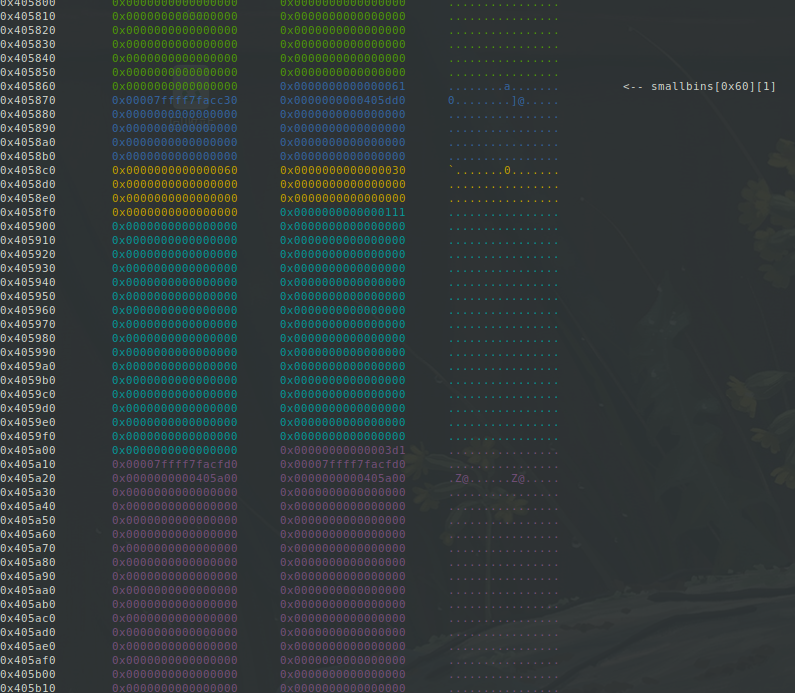 0x405800 0x0000000000000000 0x0000000000000000 ................
0x405810 0x0000000000000000 0x0000000000000000 ................
0x405820 0x0000000000000000 0x0000000000000000 ................
0x405830 0x0000000000000000 0x0000000000000000 ................
0x405840 0x0000000000000000 0x0000000000000000 ................
0x405850 0x0000000000000000 0x0000000000000000 ................
0x405860 0x0000000000000000 0x0000000000000061 ........a....... <-- smallbins[0x60][1]
0x405870 0x00007ffff7facc30 0x0000000000405dd0 0........]@.....
0x405880 0x0000000000000000 0x0000000000000000 ................
0x405890 0x0000000000000000 0x0000000000000000 ................
0x4058a0 0x0000000000000000 0x0000000000000000 ................
0x4058b0 0x0000000000000000 0x0000000000000000 ................
0x4058c0 0x0000000000000060 0x0000000000000030 `.......0.......
0x4058d0 0x0000000000000000 0x0000000000000000 ................
0x4058e0 0x0000000000000000 0x0000000000000000 ................
0x4058f0 0x0000000000000000 0x0000000000000111 ................
0x405900 0x0000000000000000 0x0000000000000000 ................
0x405910 0x0000000000000000 0x0000000000000000 ................
0x405920 0x0000000000000000 0x0000000000000000 ................
0x405930 0x0000000000000000 0x0000000000000000 ................
0x405940 0x0000000000000000 0x0000000000000000 ................
0x405950 0x0000000000000000 0x0000000000000000 ................
0x405960 0x0000000000000000 0x0000000000000000 ................
0x405970 0x0000000000000000 0x0000000000000000 ................
0x405980 0x0000000000000000 0x0000000000000000 ................
0x405990 0x0000000000000000 0x0000000000000000 ................
0x4059a0 0x0000000000000000 0x0000000000000000 ................
0x4059b0 0x0000000000000000 0x0000000000000000 ................
0x4059c0 0x0000000000000000 0x0000000000000000 ................
0x4059d0 0x0000000000000000 0x0000000000000000 ................
0x4059e0 0x0000000000000000 0x0000000000000000 ................
0x4059f0 0x0000000000000000 0x0000000000000000 ................
0x405a00 0x0000000000000000 0x00000000000003d1 ................
0x405a10 0x00007ffff7facfd0 0x00007ffff7facfd0 ................
0x405a20 0x0000000000405a00 0x0000000000405a00 .Z@......Z@.....
0x405a30 0x0000000000000000 0x0000000000000000 ................
0x405a40 0x0000000000000000 0x0000000000000000 ................
0x405a50 0x0000000000000000 0x0000000000000000 ................
0x405a60 0x0000000000000000 0x0000000000000000 ................
0x405a70 0x0000000000000000 0x0000000000000000 ................
0x405a80 0x0000000000000000 0x0000000000000000 ................
0x405a90 0x0000000000000000 0x0000000000000000 ................
0x405aa0 0x0000000000000000 0x0000000000000000 ................
0x405ab0 0x0000000000000000 0x0000000000000000 ................
0x405ac0 0x0000000000000000 0x0000000000000000 ................
0x405ad0 0x0000000000000000 0x0000000000000000 ................
0x405ae0 0x0000000000000000 0x0000000000000000 ................
0x405af0 0x0000000000000000 0x0000000000000000 ................
0x405b00 0x0000000000000000 0x0000000000000000 ................
0x405b10 0x0000000000000000 0x0000000000000000 ................